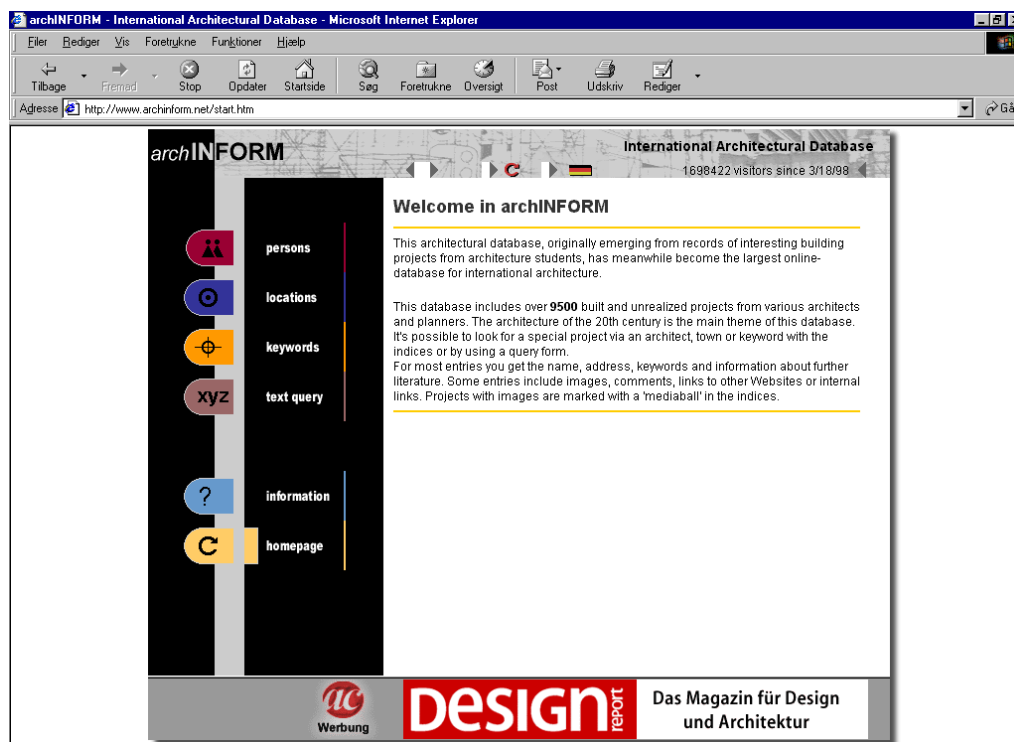 archINFORM - International Architectural Database - Microsoft Internet Explorer
Filer Rediger Vis Foretrukne Funktioner Hjælp
Tilbage Fremad Stop Opdater Startside Søg Foretrukne Oversigt Post Udskriv Rediger
Adresse http://www.archinform.net/start.htm Gå
archINFORM
International Architectural Database
1698422 visitors since 3/18/98
Welcome in archINFORM
This architectural database, originally emerging from records of interesting building
projects from architecture students, has meanwhile become the largest online-
database for international architecture.
This database includes over 9500 built and unrealized projects from various architects
and planners. The architecture of the 20th century is the main theme of this database.
It's possible to look for a special project via an architect, town or keyword with the
indices or by using a query form.
For most entries you get the name, address, keywords and information about further
literature. Some entries include images, comments, links to other Websites or internal
links. Projects with images are marked with a 'mediaball' in the indices.
persons
locations
keywords
xyz text query
? information
homepage
ac
Werbung
DESIGN report
Das Magazin für Design
und Architektur